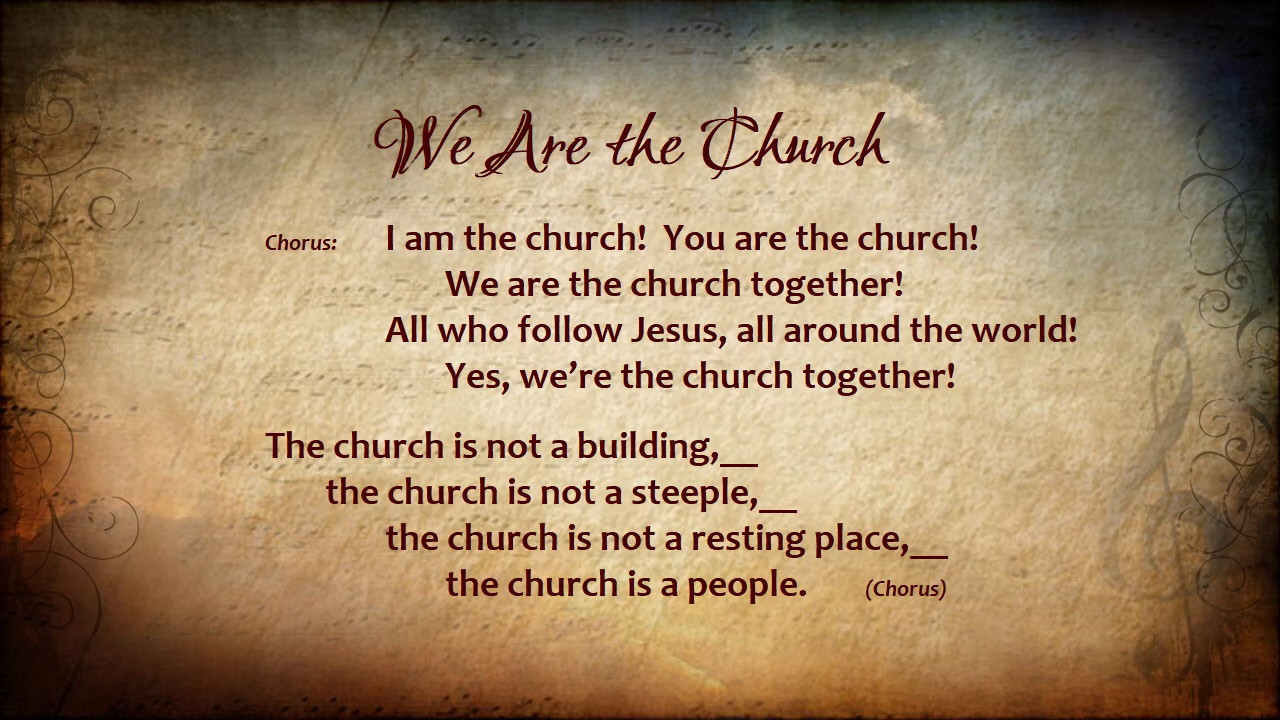 We Are the Church
Chorus: I am the church!  You are the church!
We are the church together!
All who follow Jesus, all around the world!
Yes, we’re the church together!
The church is not a building,__
the church is not a steeple,__
the church is not a resting place,__
the church is a people. (Chorus)